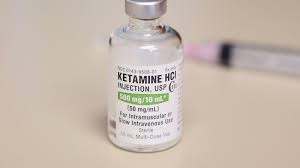 KETAMINE HCl
INJECTION, USP CIII
500 mg/10 mL*
(50 mg/mL)
For Intramuscular or
Slow Intravenous Use
Sterile
10 mL Multi-Dose Vial